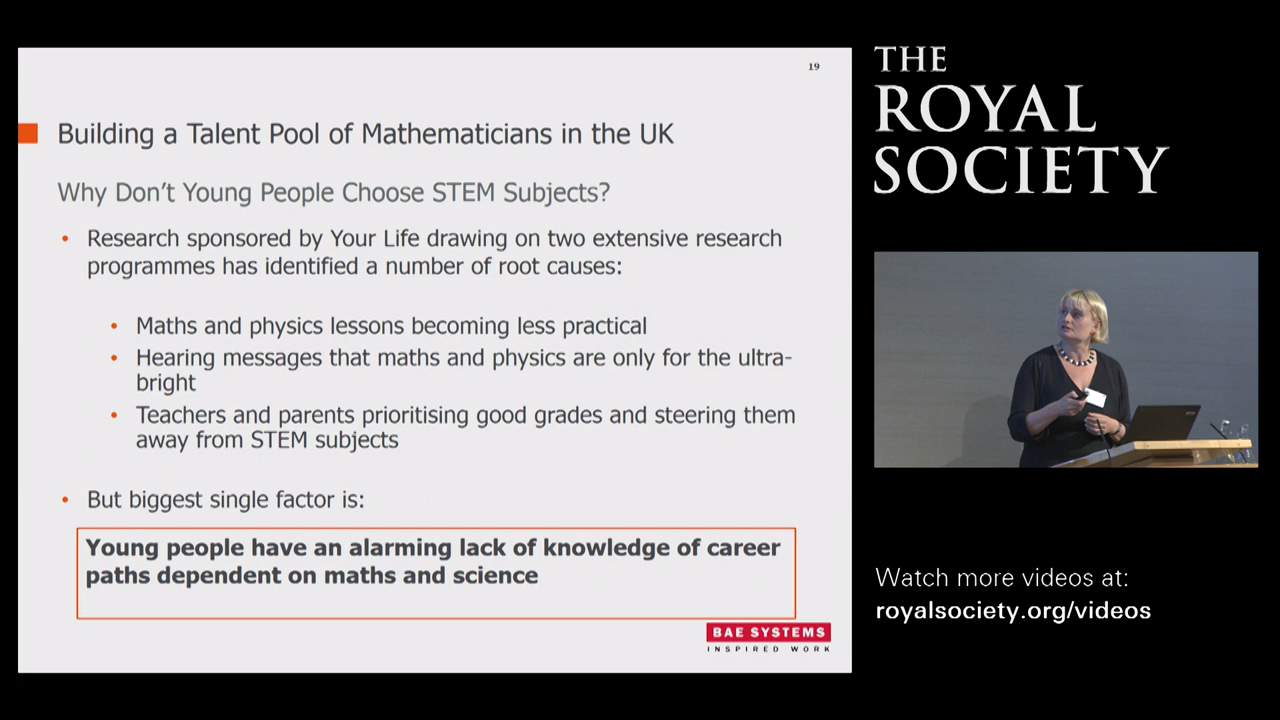 19
Building a Talent Pool of Mathematicians in the UK
Why Don't Young People Choose STEM Subjects?
• Research sponsored by Your Life drawing on two extensive research
programmes has identified a number of root causes:
• Maths and physics lessons becoming less practical
• Hearing messages that maths and physics are only for the ultra-
bright
• Teachers and parents prioritising good grades and steering them
away from STEM subjects
• But biggest single factor is:
Young people have an alarming lack of knowledge of career
paths dependent on maths and science
BAE SYSTEMS
INSPIRED WORK
THE
ROYAL
SOCIETY
Watch more videos at:
royalsociety.org/videos